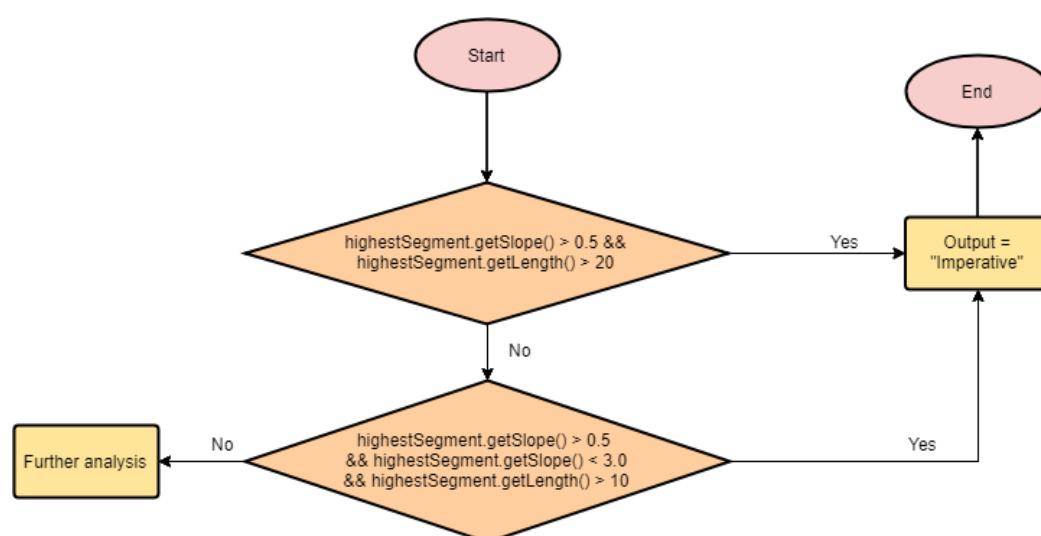 Start
End
highestSegment.getSlope() > 0.5 &&
highestSegment.getLength() > 20
Yes
Output =
"Imperative"
No
highestSegment.getSlope() > 0.5
&& highestSegment.getSlope() < 3.0
&& highestSegment.getLength() > 10
No
Yes
Further analysis